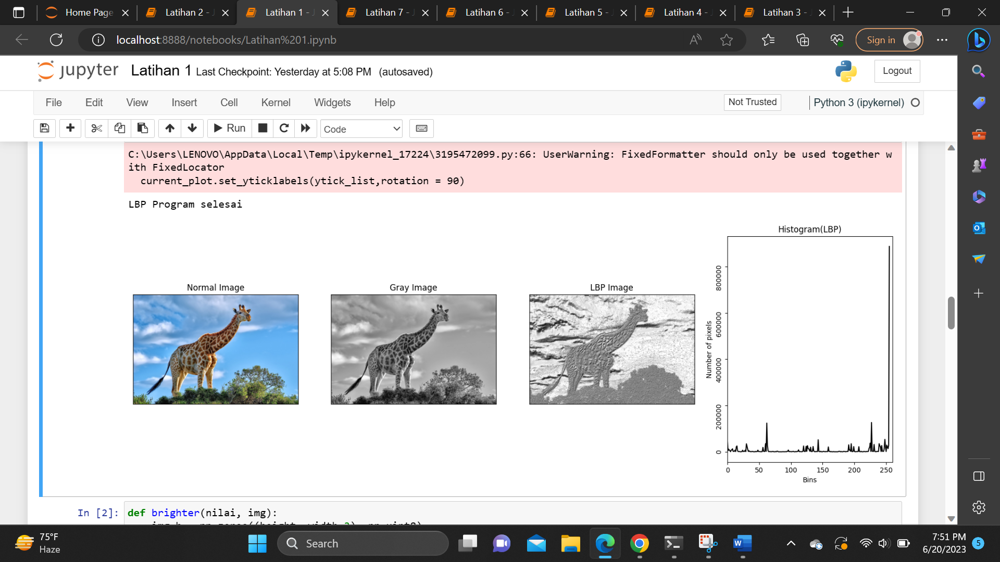 Home Page
Latihan 2 -
Latihan 1 -
Latihan 7 -
Latihan 6 -
Latihan 5 -
Latihan 4 -
Latihan 3 -
localhost:8888/notebooks/Latihan%201.ipynb
Sign in
jupyter Latihan 1 Last Checkpoint: Yesterday at 5:08 PM (autosaved)
Logout
File Edit View Insert Cell Kernel Widgets Help
Not Trusted
Python 3 (ipykernel)
Run
Code
C:\Users\LENOVO\AppData\Local\Temp\ipykernel_17224\3195472099.py:66: UserWarning: FixedFormatter should only be used together w
ith FixedLocator
current_plot.set_yticklabels(ytick_list,rotation = 90)
LBP Program selesai
Normal Image
Gray Image
LBP Image
Histogram(LBP)
Number of pixels
800000
600000
400000
200000
0
0 50 100 150 200 250
Bins
In [2]: def brighter(nilai, img):
75°F
Haze
Search
7:51 PM
6/20/2023
5